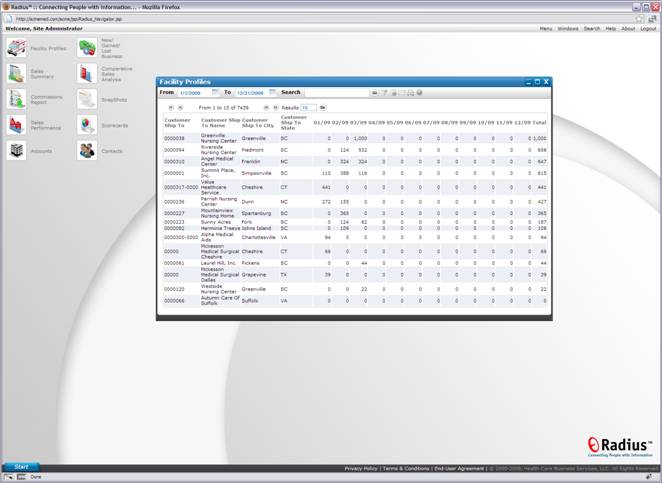 Radius™ :: Connecting People with Information... - Mozilla Firefox
http://acmemed.com/acme/jsp/Radius_Navigator.jsp
Welcome, Site Administrator
Menu Windows Search Help About Logout
Facility Profiles
New/
Gained/
Lost
Business
Sales
Summary
Comparative
Sales
Analysis
Commissions
Report
SnapShots
Sales
Performance
Scorecards
Accounts
Contacts
Facility Profiles
From 1/1/2009 To 12/31/2009 Search
From 1 to 15 of 7439 Results 15
Customer Ship To Customer Ship To Name Customer Ship To City Customer Ship To State 01/09 02/09 03/09 04/09 05/09 06/09 07/09 08/09 09/09 10/09 11/09 12/09 Total
0000038 Greenville Nursing Center Greenville SC 0 0 1,000 0 0 0 0 0 0 0 0 0 1,000
0000094 Riverside Nursing Center Piedmont SC 0 124 532 0 0 0 0 0 0 0 0 0 656
0000310 Angel Medical Center Franklin NC 0 324 324 0 0 0 0 0 0 0 0 0 647
0000001 Summit Place, Inc. Simpsonville SC 110 388 116 0 0 0 0 0 0 0 0 0 615
0000317-0000 Value Healthcare Service Cheshire CT 441 0 0 0 0 0 0 0 0 0 0 0 441
0000236 Parrish Nursing Center Dunn NC 272 155 0 0 0 0 0 0 0 0 0 0 427
0000227 Mountainview Nursing Home Spartanburg SC 0 365 0 0 0 0 0 0 0 0 0 0 365
0000223 Sunny Acres Fork SC 0 124 62 0 0 0 0 0 0 0 0 0 187
0000082 Herminia Treeve Johns Island SC 0 109 0 0 0 0 0 0 0 0 0 0 109
0000300-0000 Alpha Medical Aids Charlottesville VA 94 0 0 0 0 0 0 0 0 0 0 0 94
00000 Mckesson Medical Surgical Cheshire Cheshire CT 69 0 0 0 0 0 0 0 0 0 0 0 69
0000061 Laurel Hill, Inc. Pickens SC 0 0 44 0 0 0 0 0 0 0 0 0 44
00000 Mckesson Medical Surgical Dallas Grapevine TX 39 0 0 0 0 0 0 0 0 0 0 0 39
0000120 Westside Nursing Center Greenville SC 0 0 22 0 0 0 0 0 0 0 0 0 22
0000066 Autumn Care Of Suffolk Suffolk VA 0 0 0 0 0 0 0 0 0 0 0 0 0
Radius™
Connecting People with Information
Start
Privacy Policy | Terms & Conditions | End-User Agreement | © 2000-2009, Health Care Business Services, LLC. All Rights Reserved.
Done